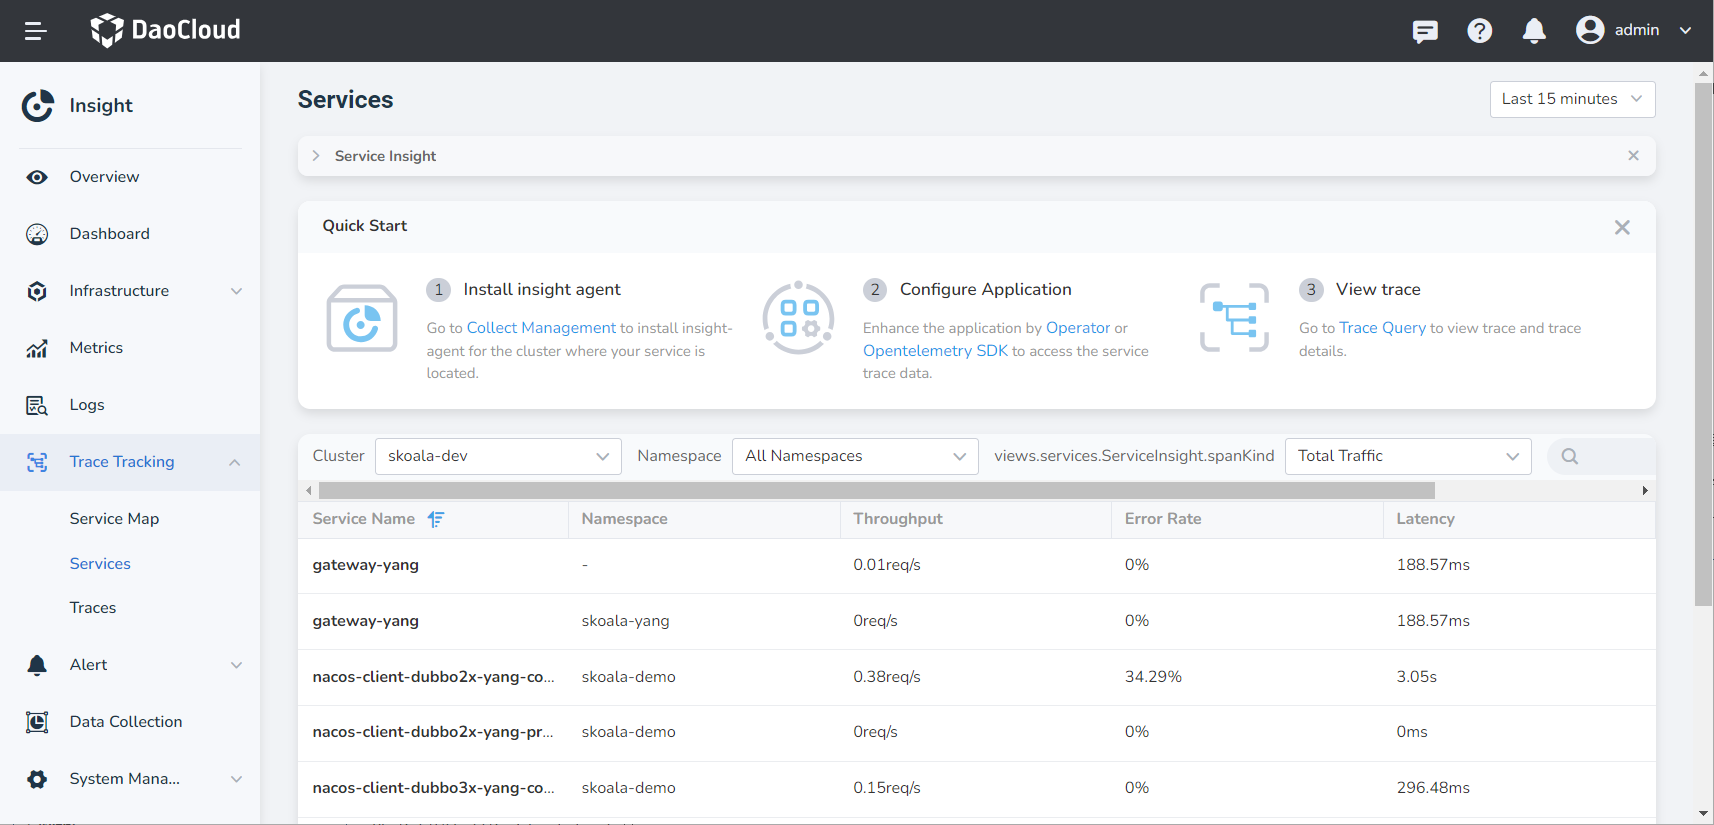 DaoCloud
admin
Insight
Overview
Dashboard
Infrastructure
Metrics
Logs
Trace Tracking
Service Map
Services
Traces
Alert
Data Collection
System Mana...
Services
Last 15 minutes
Service Insight
Quick Start
1 Install insight agent
Go to Collect Management to install insight-
agent for the cluster where your service is
located.
2 Configure Application
Enhance the application by Operator or
Opentelemetry SDK to access the service
trace data.
3 View trace
Go to Trace Query to view trace and trace
details.
Cluster skoala-dev Namespace All Namespaces views.services.ServiceInsight.spanKind Total Traffic
Service Name Namespace Throughput Error Rate Latency
gateway-yang - 0.01req/s 0% 188.57ms
gateway-yang skoala-yang 0req/s 0% 188.57ms
nacos-client-dubbo2x-yang-co... skoala-demo 0.38req/s 34.29% 3.05s
nacos-client-dubbo2x-yang-pr... skoala-demo 0req/s 0% 0ms
nacos-client-dubbo3x-yang-co... skoala-demo 0.15req/s 0% 296.48ms